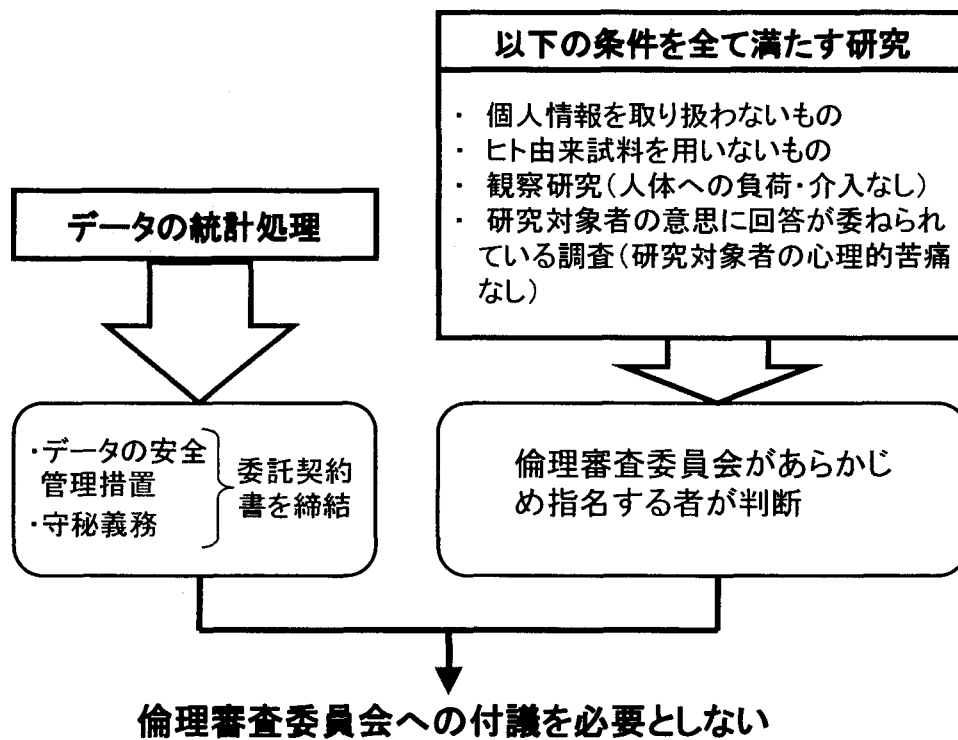 データの統計処理
・データの安全
管理措置
・守秘義務
委託契約
書を締結
以下の条件を全て満たす研究
・ 個人情報を取り扱わないもの
・ ヒト由来試料を用いないもの
・ 観察研究(人体への負荷・介入なし)
・ 研究対象者の意思に回答が委ねられ
ている調査(研究対象者の心理的苦痛
なし)
倫理審査委員会があらかじ
め指名する者が判断
倫理審査委員会への付議を必要としない